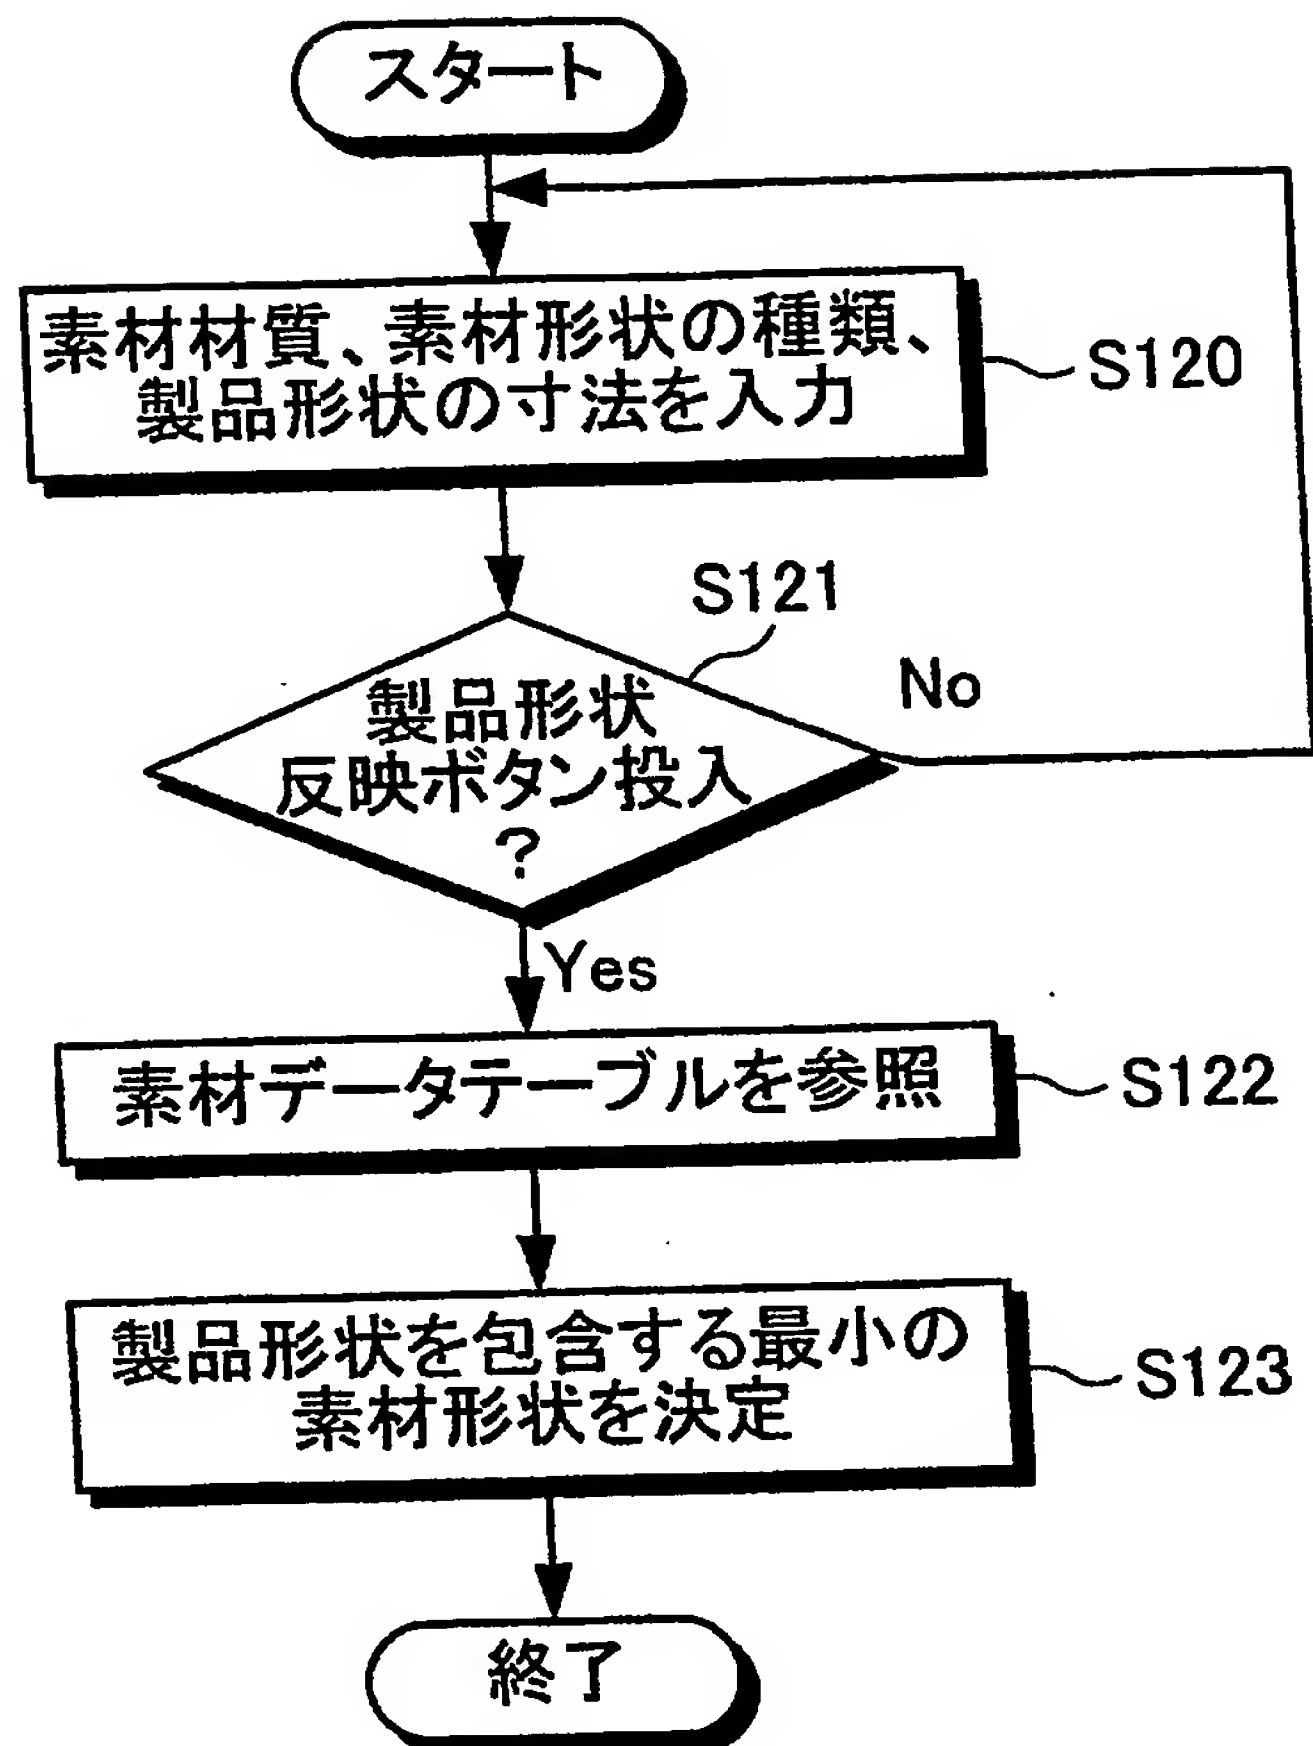 スタート
素材材質、素材形状の種類、
製品形状の寸法を入力
S120
S121
製品形状
反映ボタン投入
?
No
Yes
素材データテーブルを参照
S122
製品形状を包含する最小の
素材形状を決定
S123
終了